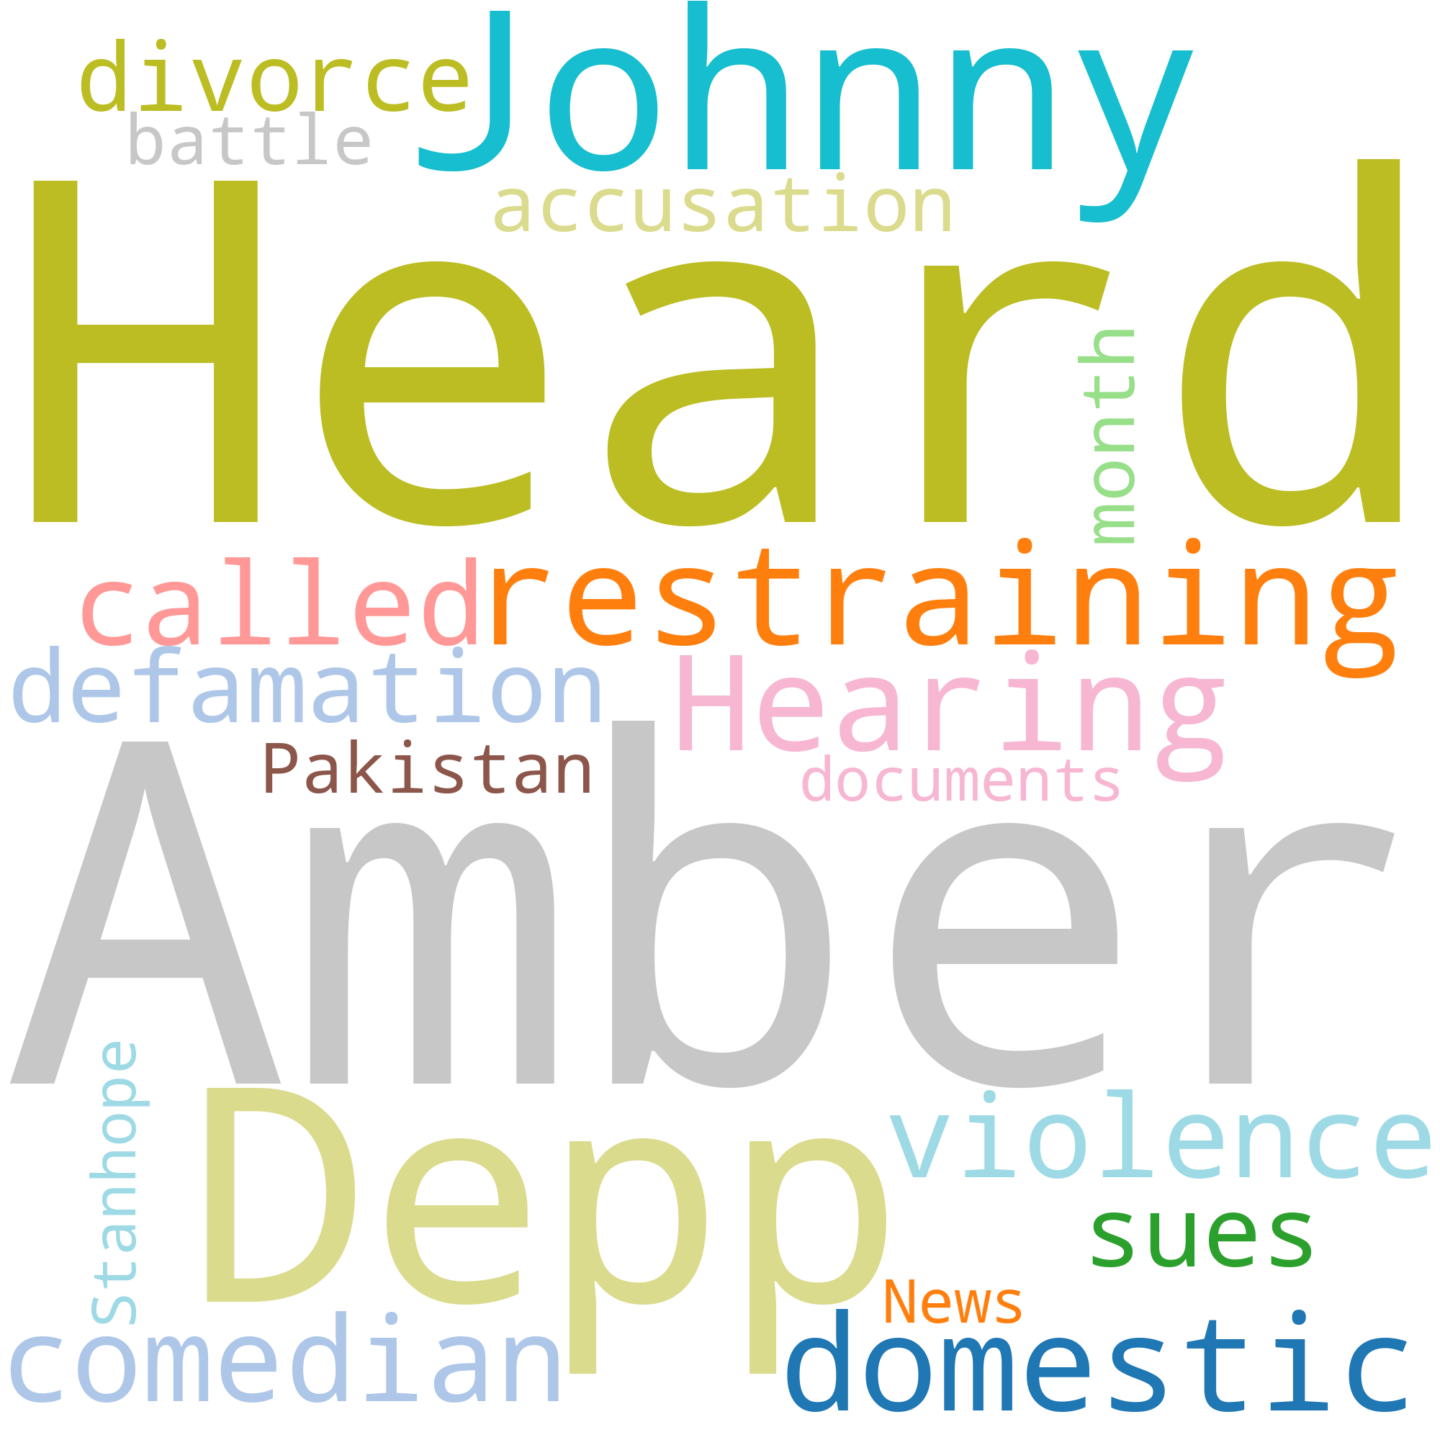 divorce
Johnny
battle
accusation
Heard
month
called
restraining
defamation
Hearing
Pakistan
documents
Amber
Stanhope
Depp
violence
sues
News
comedian
domestic